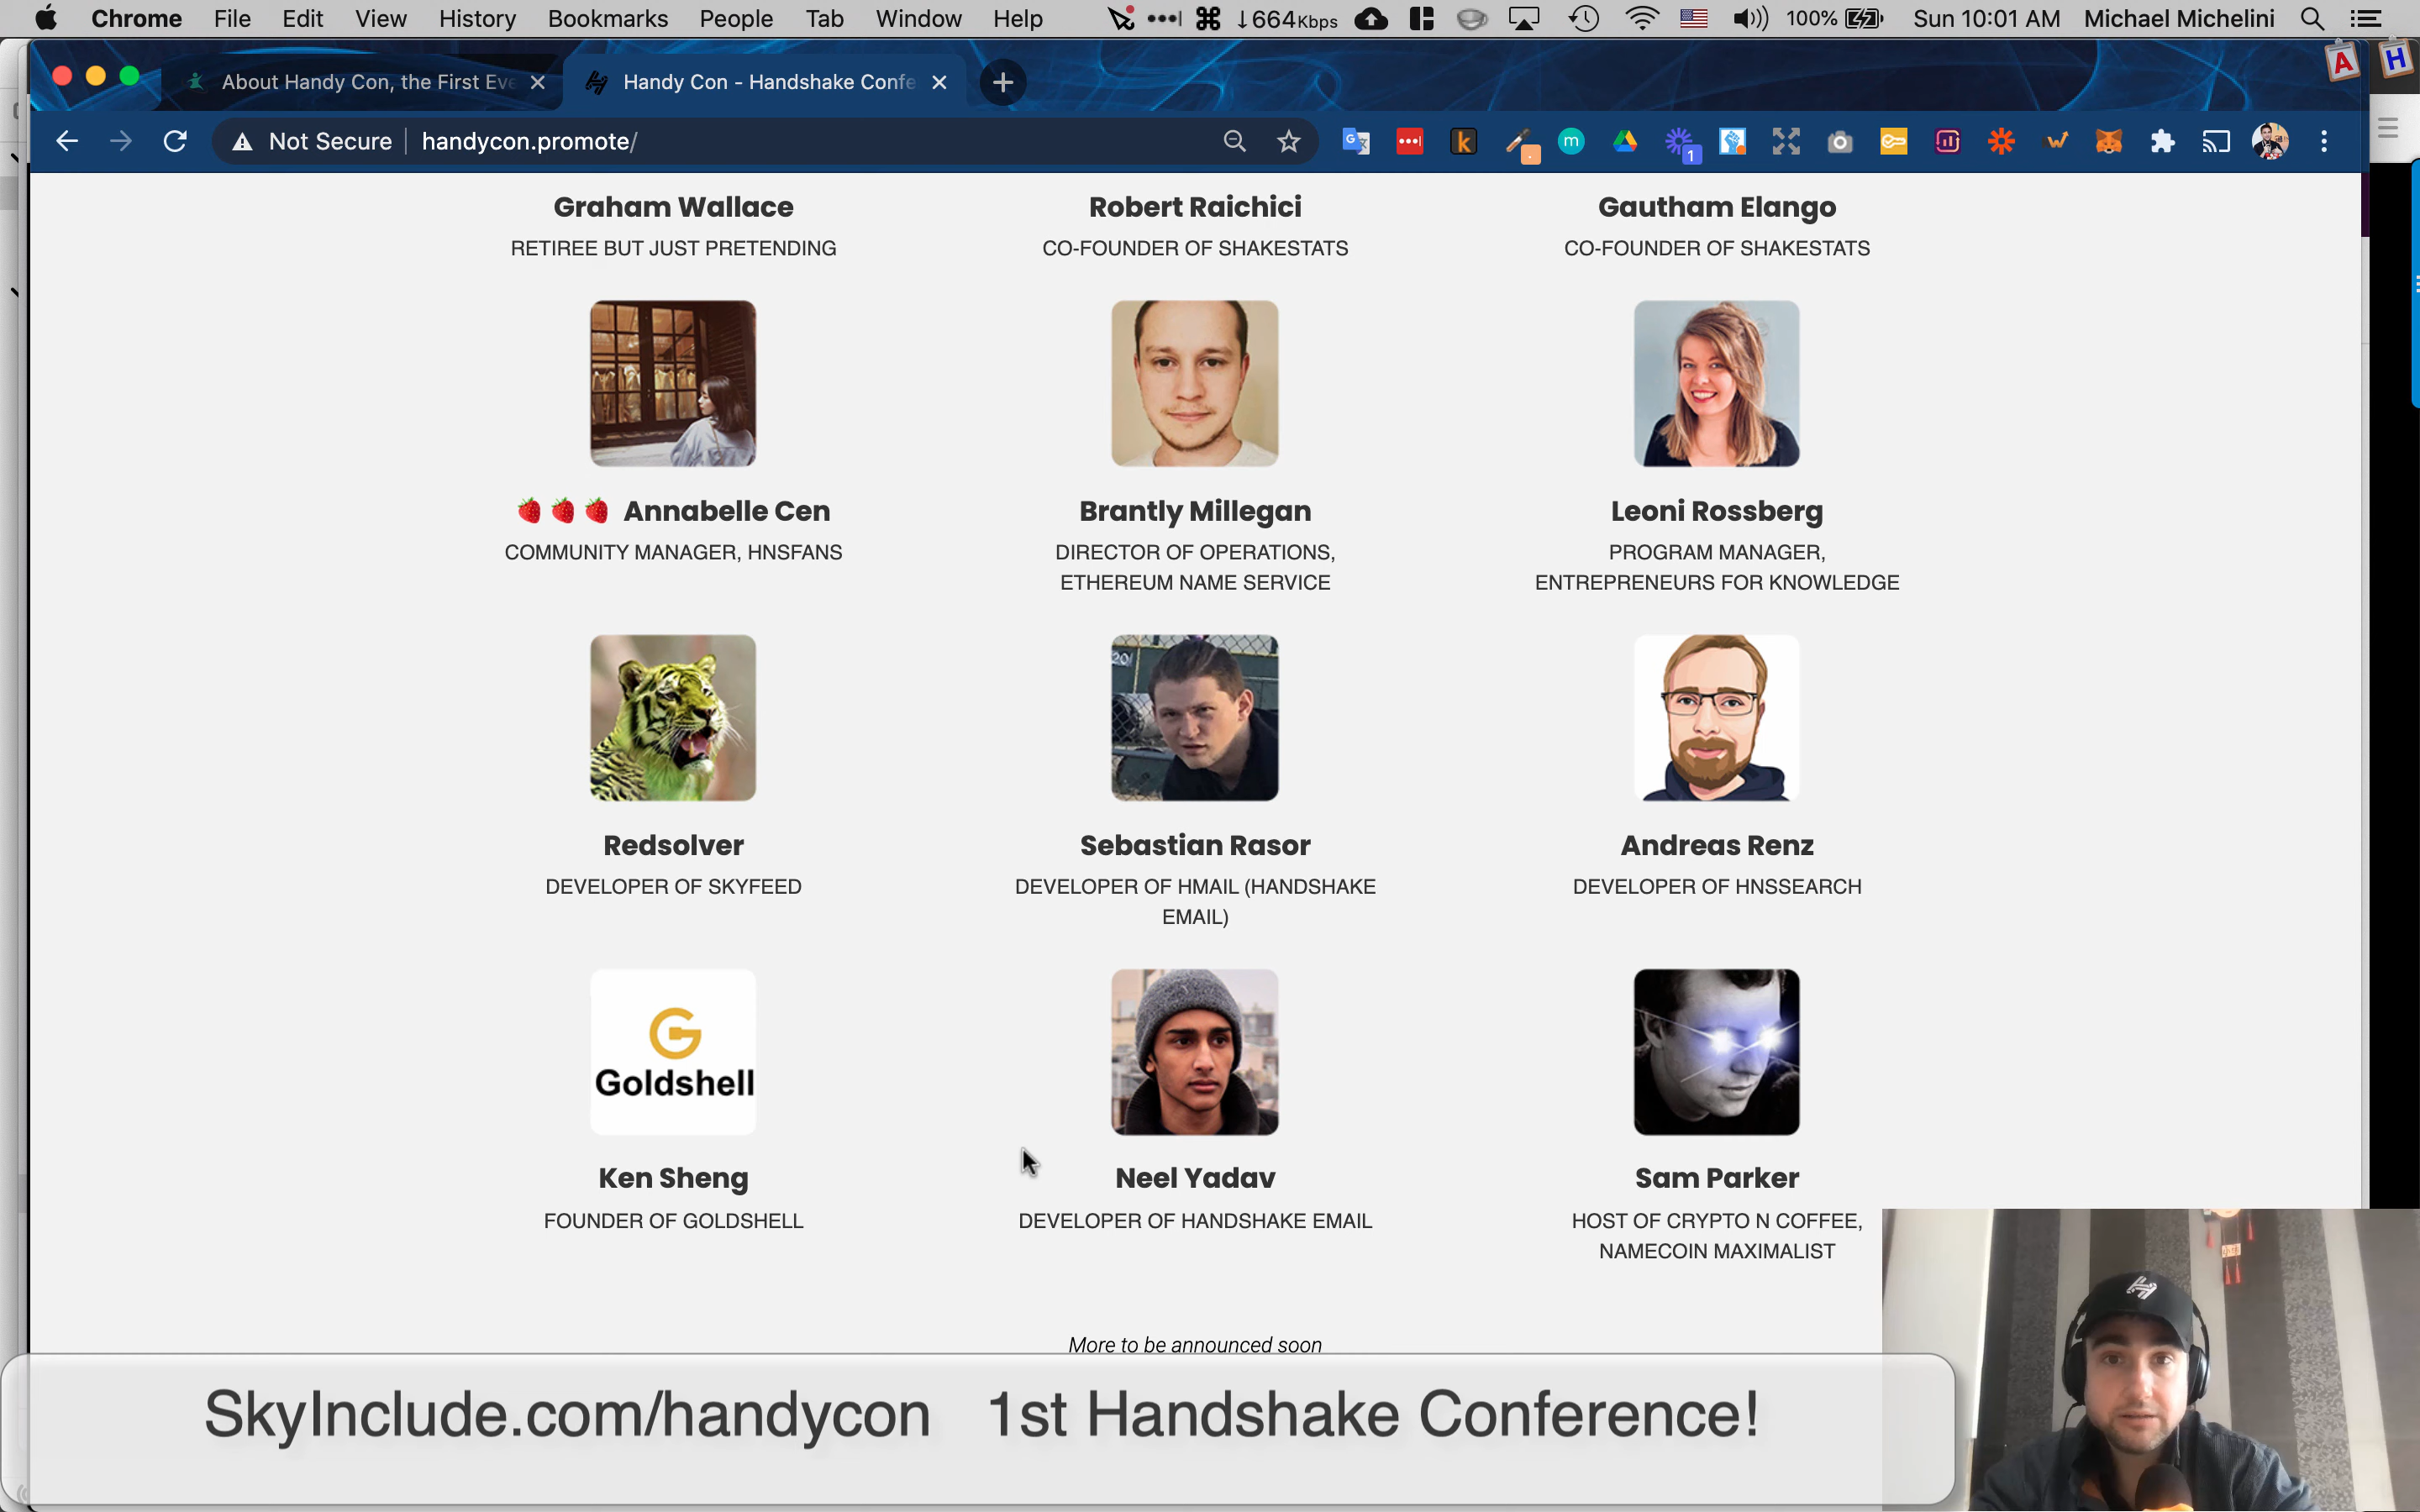 Chrome File Edit View History Bookmarks People Tab Window Help ↓664Kbps 100% Sun 10:01 AM Michael Michelini
A H
About Handy Con, the First Eve
Handy Con - Handshake Confe
Not Secure handycon.promote/
1
Graham Wallace
RETIREE BUT JUST PRETENDING
Robert Raichici
CO-FOUNDER OF SHAKESTATS
Gautham Elango
CO-FOUNDER OF SHAKESTATS
🍓 🍓 🍓 Annabelle Cen
COMMUNITY MANAGER, HNSFANS
Brantly Millegan
DIRECTOR OF OPERATIONS,
ETHEREUM NAME SERVICE
Leoni Rossberg
PROGRAM MANAGER,
ENTREPRENEURS FOR KNOWLEDGE
Redsolver
DEVELOPER OF SKYFEED
20
Sebastian Rasor
DEVELOPER OF HMAIL (HANDSHAKE
EMAIL)
Andreas Renz
DEVELOPER OF HNSSEARCH
Goldshell
Ken Sheng
FOUNDER OF GOLDSHELL
Neel Yadav
DEVELOPER OF HANDSHAKE EMAIL
Sam Parker
HOST OF CRYPTO N COFFEE,
NAMECOIN MAXIMALIST
More to be announced soon
SkyInclude.com/handycon 1st Handshake Conference!